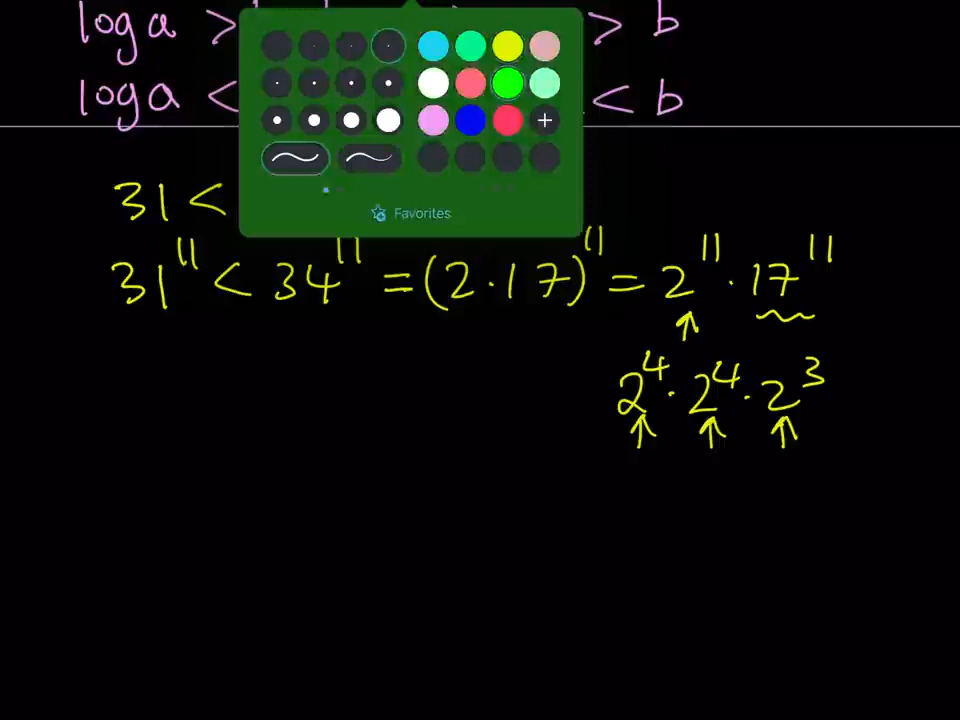 log a > > b
log a < < b
31 <
Favorites
31¹¹ < 34¹¹ = (2·17)¹¹ = 2¹¹ · 17¹¹
2⁴ · 2⁴ · 2³